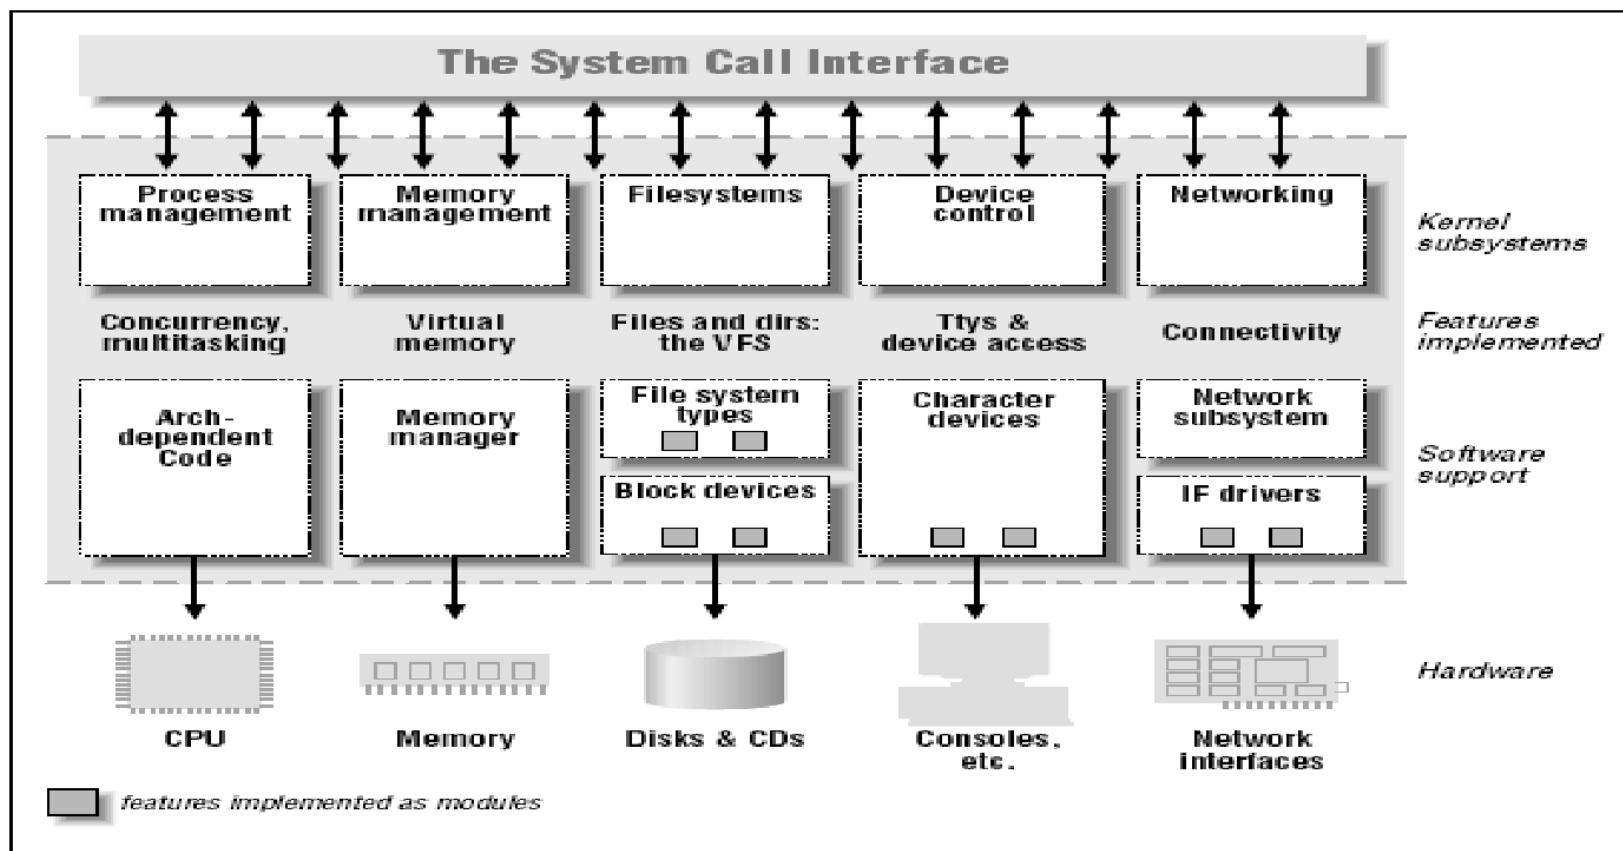 The System Call Interface
Process
management
Memory
management
Filesystems
Device
control
Networking
Kernel
subsystems
Concurrency,
multitasking
Virtual
memory
Files and dirs:
the VFS
Ttys &
device access
Connectivity
Features
implemented
Arch-
dependent
Code
Memory
manager
File system
types
Block devices
Character
devices
Network
subsystem
IF drivers
Software
support
CPU
Memory
Disks & CDs
Consoles,
etc.
Network
interfaces
Hardware
features implemented as modules